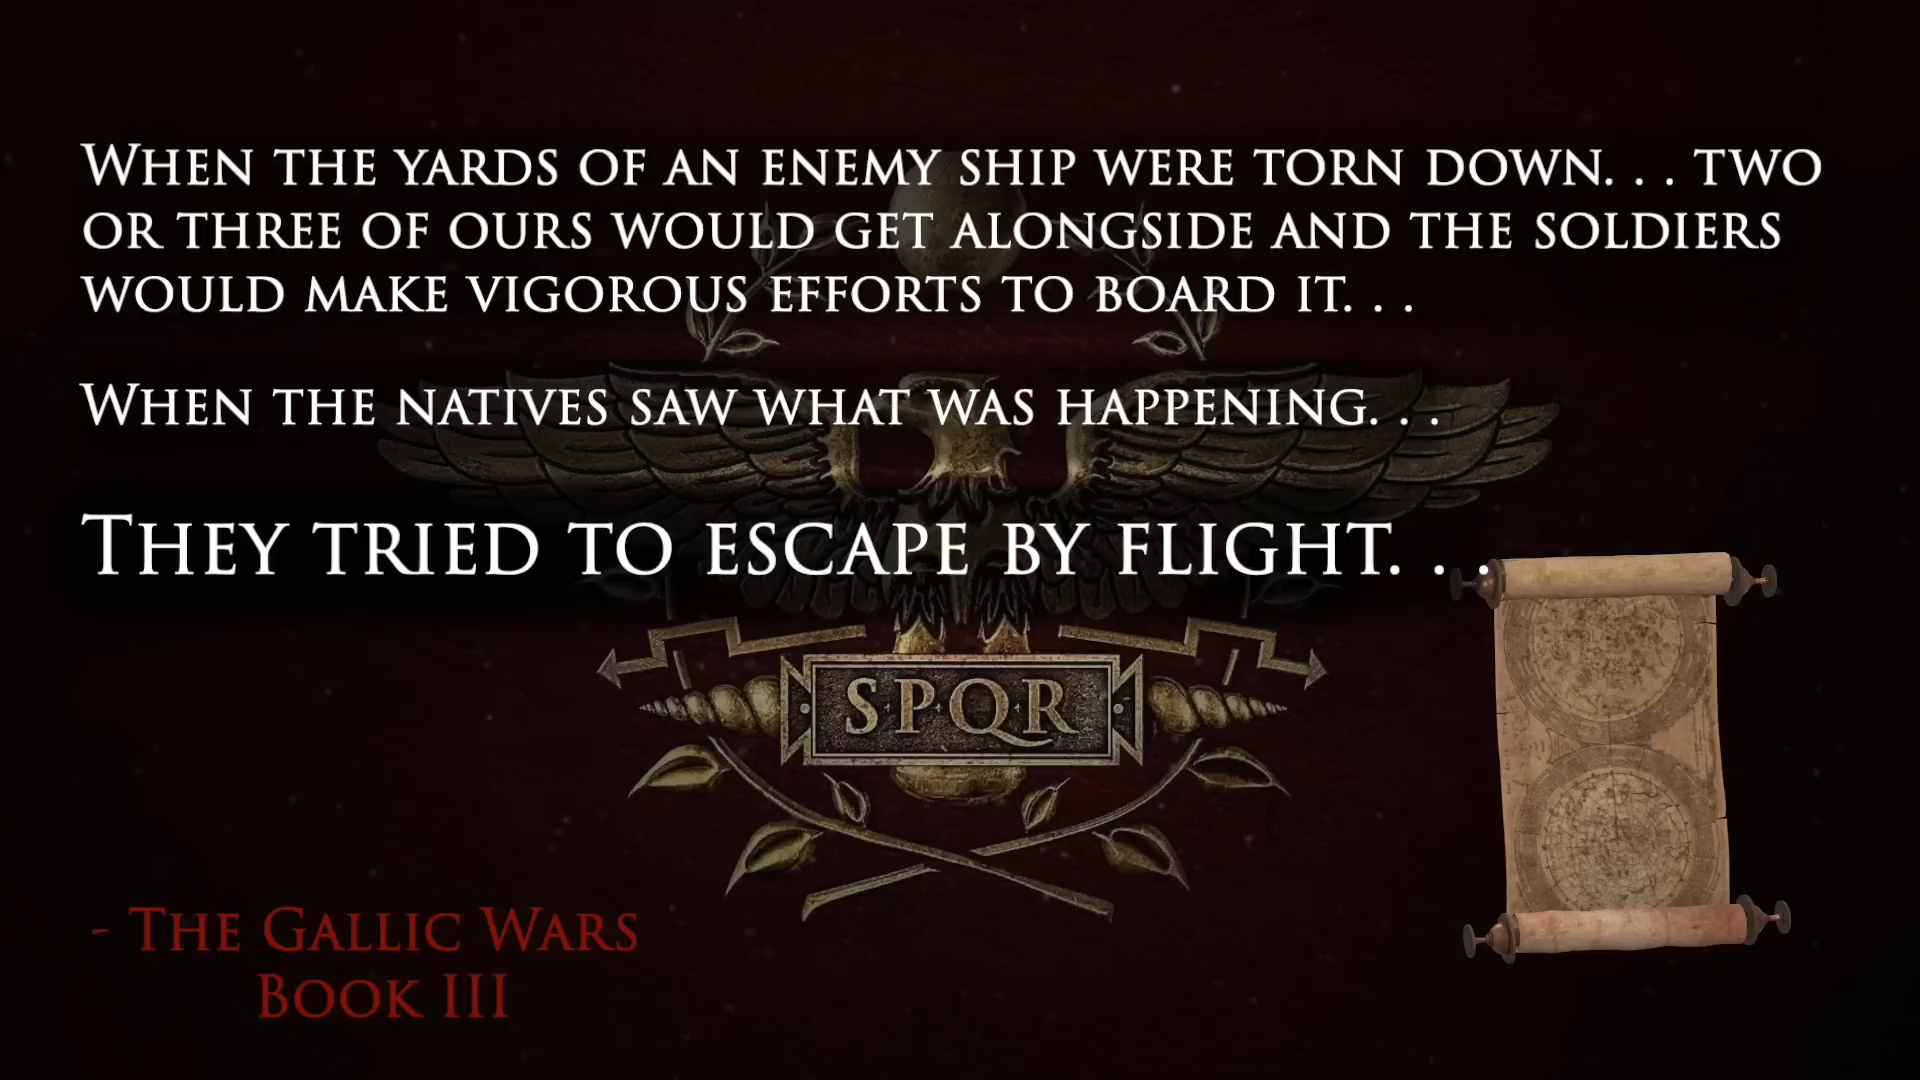 When the yards of an enemy ship were torn down. . . two
or three of ours would get alongside and the soldiers
would make vigorous efforts to board it. . .
When the natives saw what was happening. . .
They tried to escape by flight. . .
S·P·Q·R
- The Gallic Wars
Book III